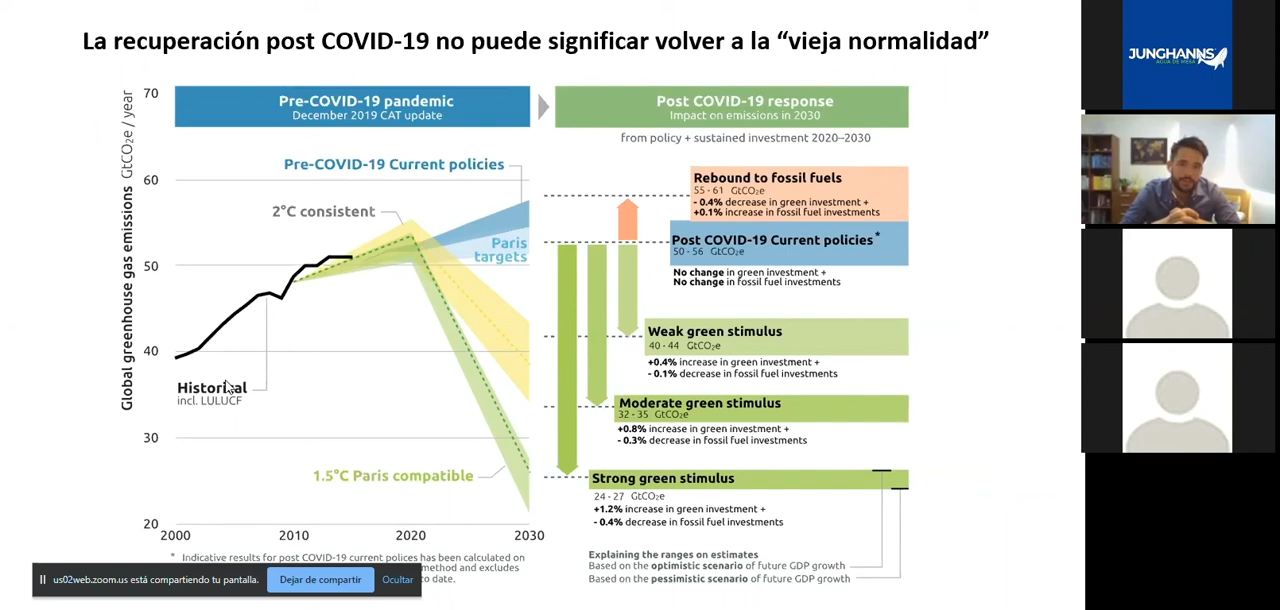 La recuperación post COVID-19 no puede significar volver a la “vieja normalidad”
JUNGHANNS
AGUA DE MESA
Global greenhouse gas emissions GtCO₂e / year
70
60
50
40
30
20
2000
2010
2020
2030
Pre-COVID-19 pandemic
December 2019 CAT update
Pre-COVID-19 Current policies
2°C consistent
Paris
targets
Historical
incl. LULUCF
1.5°C Paris compatible
Post COVID-19 response
Impact on emissions in 2030
from policy + sustained investment 2020–2030
Rebound to fossil fuels
55 - 61 GtCO₂e
- 0.4% decrease in green investment +
+0.1% increase in fossil fuel investments
Post COVID-19 Current policies*
50 - 56 GtCO₂e
No change in green investment +
No change in fossil fuel investments
Weak green stimulus
40 - 44 GtCO₂e
+0.4% increase in green investment +
- 0.1% decrease in fossil fuel investments
Moderate green stimulus
32 - 35 GtCO₂e
+0.8% increase in green investment +
- 0.3% decrease in fossil fuel investments
Strong green stimulus
24 - 27 GtCO₂e
+1.2% increase in green investment +
- 0.4% decrease in fossil fuel investments
Explaining the ranges on estimates
Based on the optimistic scenario of future GDP growth
Based on the pessimistic scenario of future GDP growth
* Indicative results for post COVID-19 current polices has been calculated on
method and excludes
to date.
us02web.zoom.us está compartiendo tu pantalla.
Dejar de compartir
Ocultar